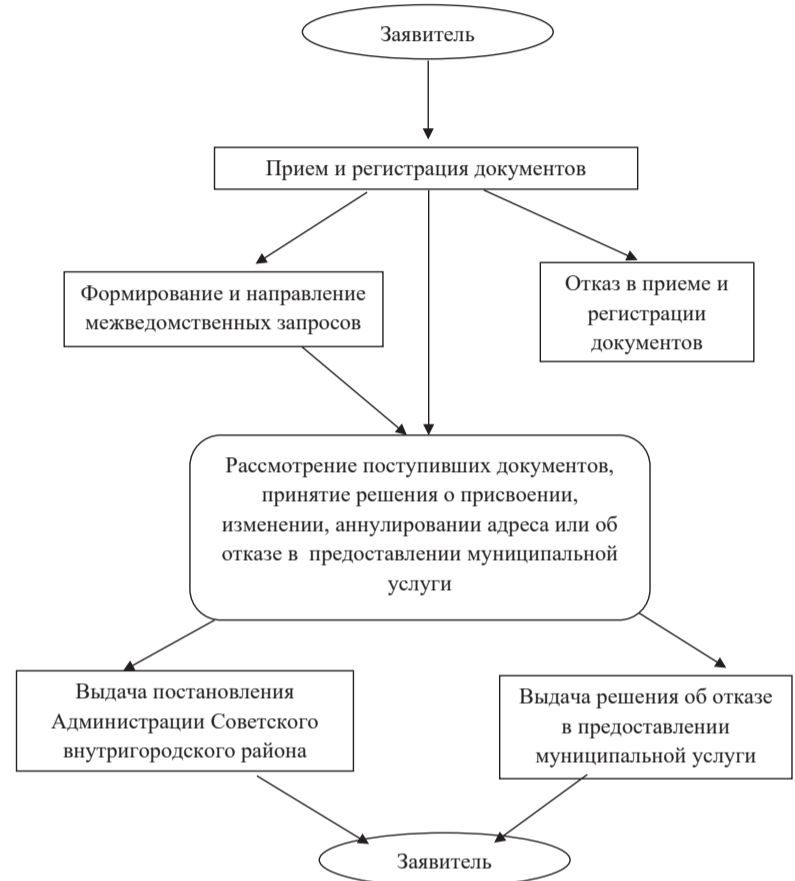 Заявитель
Прием и регистрация документов
Формирование и направление
межведомственных запросов
Отказ в приеме и
регистрации
документов
Рассмотрение поступивших документов,
принятие решения о присвоении,
изменении, аннулировании адреса или об
отказе в предоставлении муниципальной
услуги
Выдача постановления
Администрации Советского
внутригородского района
Выдача решения об отказе
в предоставлении
муниципальной услуги
Заявитель